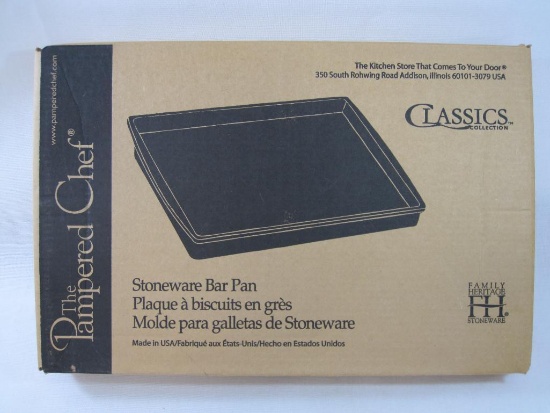 The Pampered Chef®
www.pamperedchef.com
The Kitchen Store That Comes To Your Door®
350 South Rohwing Road Addison, Illinois 60101-3079 USA
CLASSICS™
COLLECTION
Stoneware Bar Pan
Plaque à biscuits en grès
Molde para galletas de Stoneware
Made in USA/Fabriqué aux États-Unis/Hecho en Estados Unidos
FAMILY
HERITAGE
FH®
STONEWARE